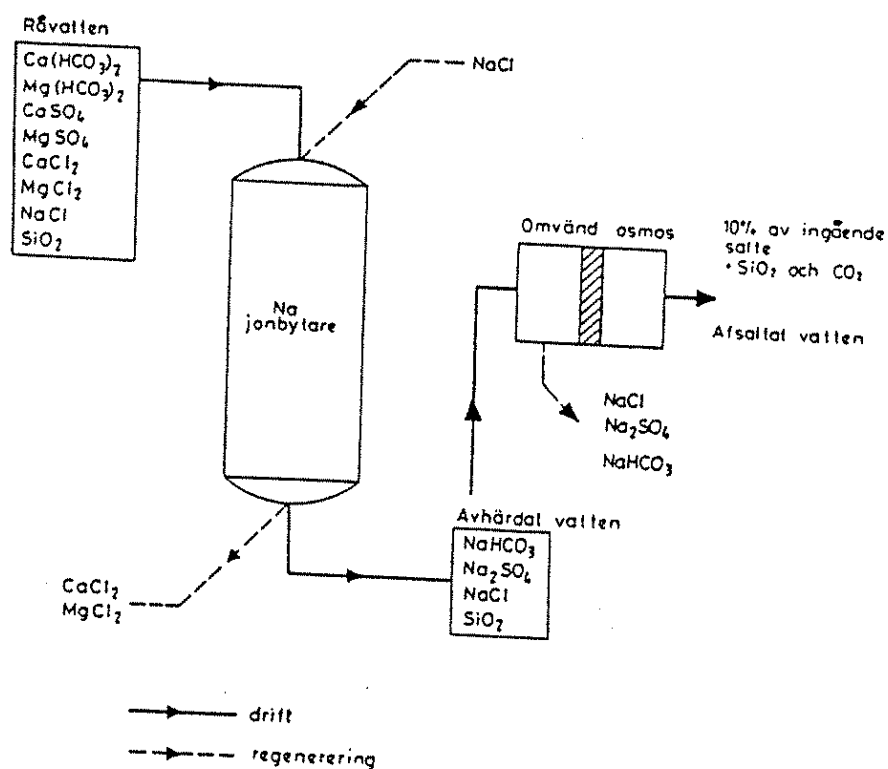 Råvatten
Ca(HCO₃)₂
Mg(HCO₃)₂
CaSO₄
MgSO₄
CaCl₂
MgCl₂
NaCl
SiO₂
NaCl
Na
jonbytare
Omvänd osmos
10% av ingående
salte
+ SiO₂ och CO₂
Afsaltat vatten
NaCl
Na₂SO₄
NaHCO₃
Avhärdat vatten
NaHCO₃
Na₂SO₄
NaCl
SiO₂
CaCl₂
MgCl₂
drift
regenerering